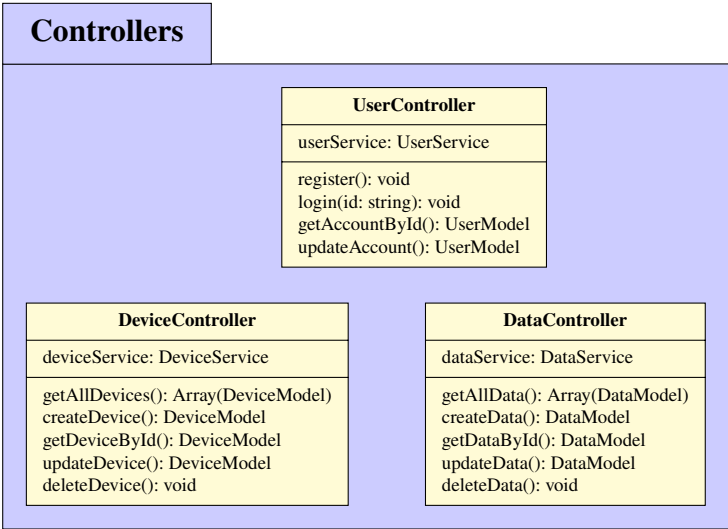 Controllers
UserController
userService: UserService
register(): void
login(id: string): void
getAccountById(): UserModel
updateAccount(): UserModel
DeviceController
deviceService: DeviceService
getAllDevices(): Array(DeviceModel)
createDevice(): DeviceModel
getDeviceById(): DeviceModel
updateDevice(): DeviceModel
deleteDevice(): void
DataController
dataService: DataService
getAllData(): Array(DataModel)
createData(): DataModel
getDataById(): DataModel
updateData(): DataModel
deleteData(): void